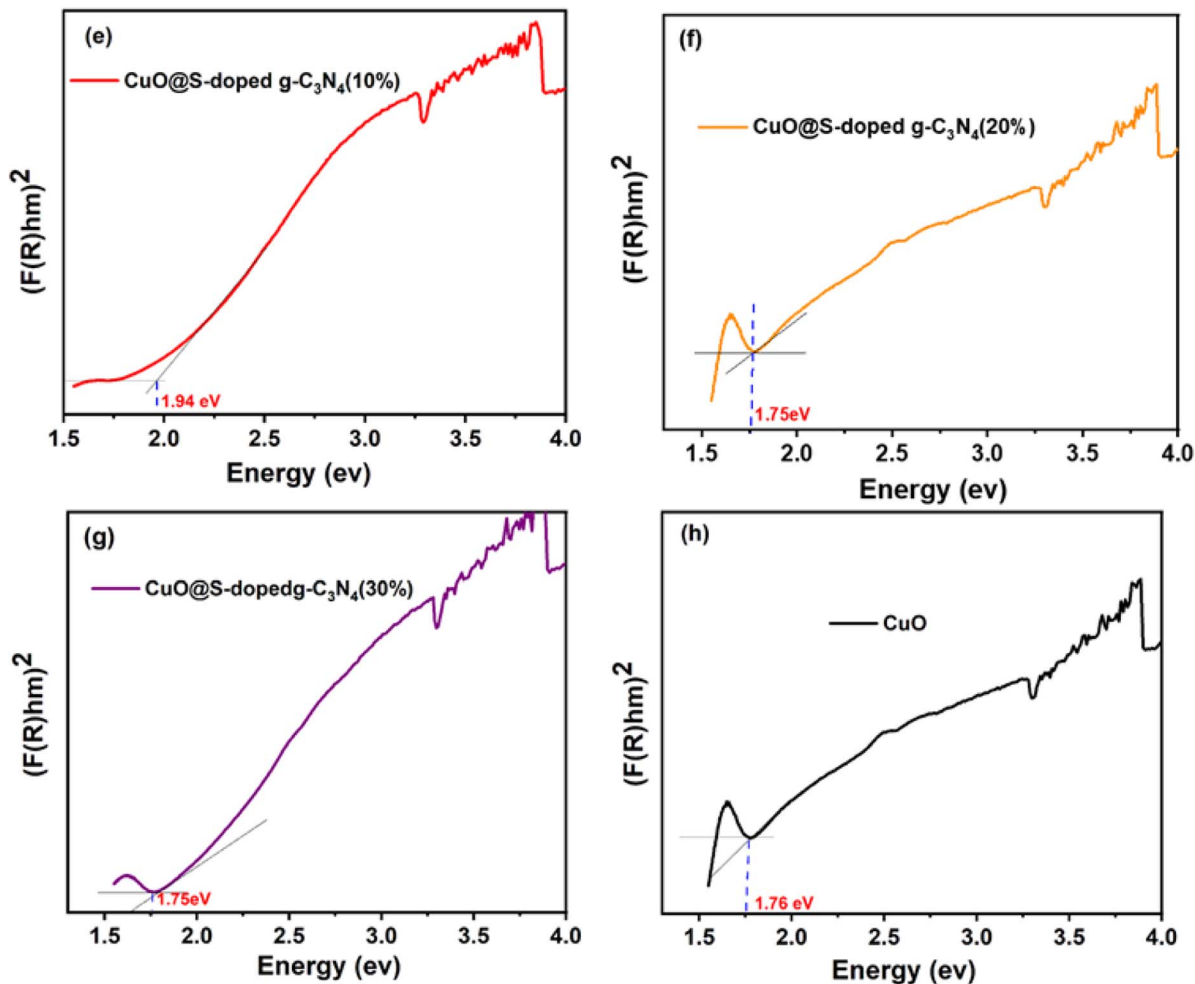 (e)
CuO@S-doped g-C₃N₄(10%)
(F(R)hm)²
1.94 eV
1.5 2.0 2.5 3.0 3.5 4.0
Energy (ev)
(f)
CuO@S-doped g-C₃N₄(20%)
(F(R)hm)²
1.75eV
1.5 2.0 2.5 3.0 3.5 4.0
Energy (ev)
(g)
CuO@S-dopedg-C₃N₄(30%)
(F(R)hm)²
1.75eV
1.5 2.0 2.5 3.0 3.5 4.0
Energy (ev)
(h)
CuO
(F(R)hm)²
1.76 eV
1.5 2.0 2.5 3.0 3.5 4.0
Energy (ev)